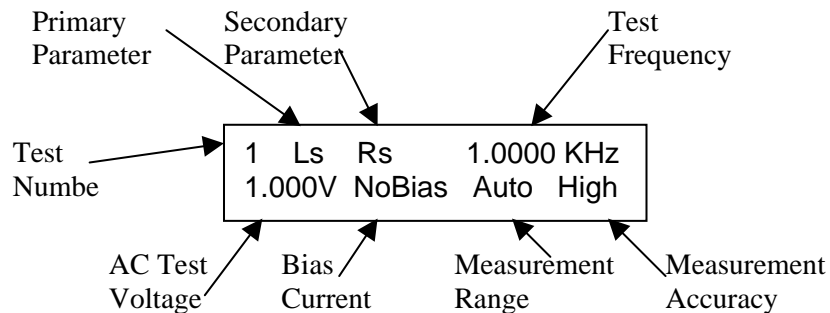 Primary Parameter
Secondary Parameter
Test Frequency
Test Numbe
1 Ls Rs 1.0000 KHz
1.000V NoBias Auto High
AC Test Voltage
Bias Current
Measurement Range
Measurement Accuracy